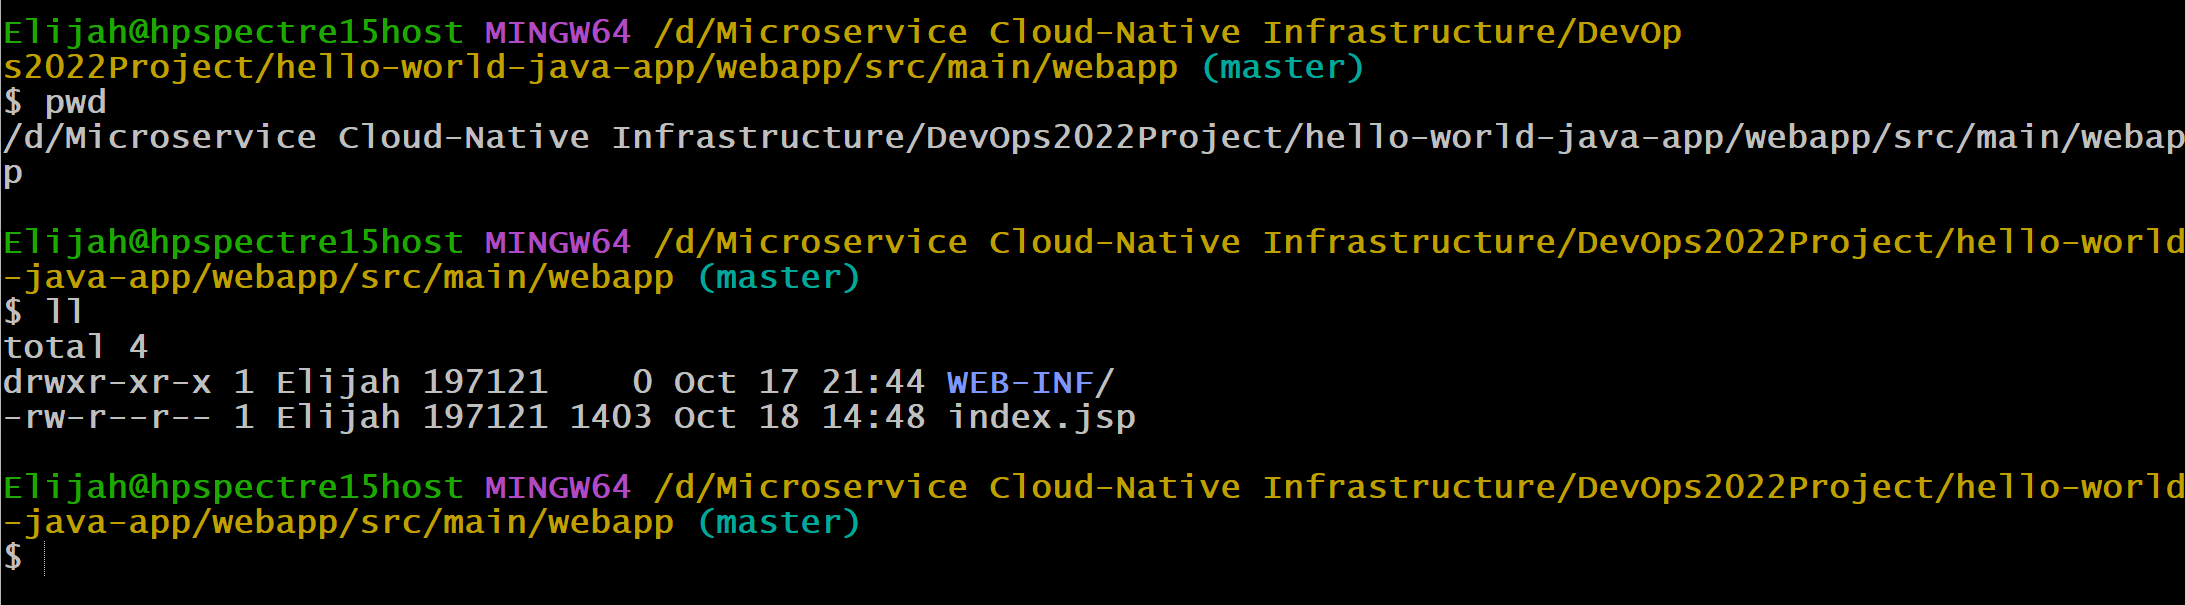 Elijah@hpspectre15host MINGW64 /d/Microservice Cloud-Native Infrastructure/DevOp
s2022Project/hello-world-java-app/webapp/src/main/webapp (master)
$ pwd
/d/Microservice Cloud-Native Infrastructure/DevOps2022Project/hello-world-java-app/webapp/src/main/webap
p
Elijah@hpspectre15host MINGW64 /d/Microservice Cloud-Native Infrastructure/DevOps2022Project/hello-world
-java-app/webapp/src/main/webapp (master)
$ ll
total 4
drwxr-xr-x 1 Elijah 197121    0 Oct 17 21:44 WEB-INF/
-rw-r--r-- 1 Elijah 197121 1403 Oct 18 14:48 index.jsp
Elijah@hpspectre15host MINGW64 /d/Microservice Cloud-Native Infrastructure/DevOps2022Project/hello-world
-java-app/webapp/src/main/webapp (master)
$